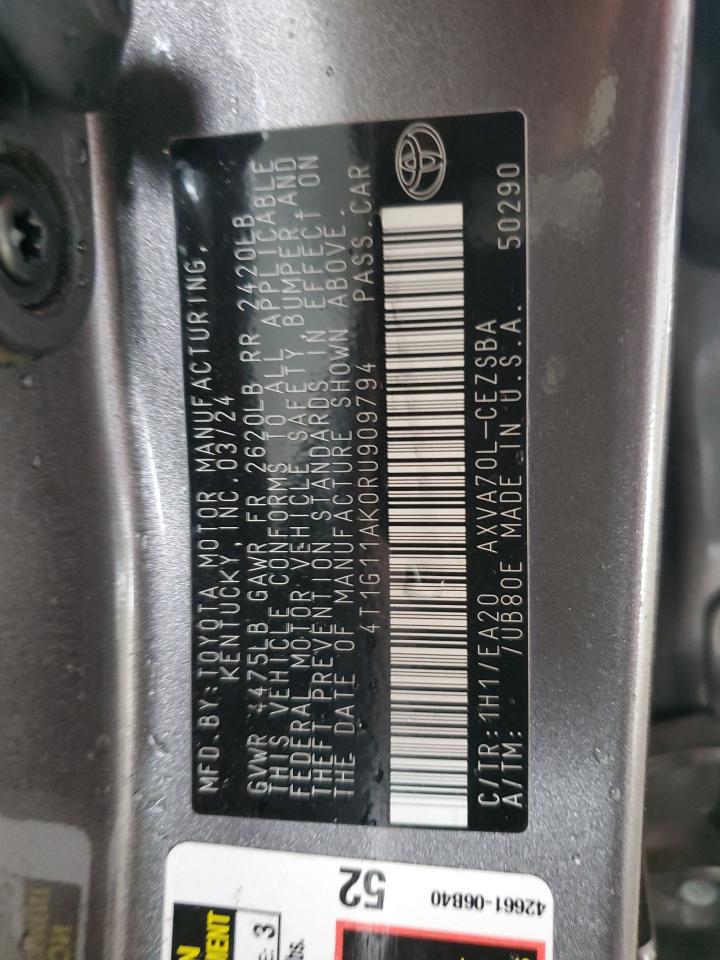 MFD. BY: TOYOTA MOTOR MANUFACTURING,
KENTUCKY INC. 03/24
GVWR 4475LB GAWR FR 2620LB RR 2420LB
THIS VEHICLE CONFORMS TO ALL APPLICABLE
FEDERAL MOTOR VEHICLE SAFETY, BUMPER, AND
THEFT PREVENTION STANDARDS IN EFFECT ON
THE DATE OF MANUFACTURE SHOWN ABOVE.
4T1G11AK0RU909794 PASS. CAR
C/TR: 1H1/EA20 AXVA70L-CEZSBA 50290
A/TM: /UB80E MADE IN U.S.A.
52
42661-06B40
3